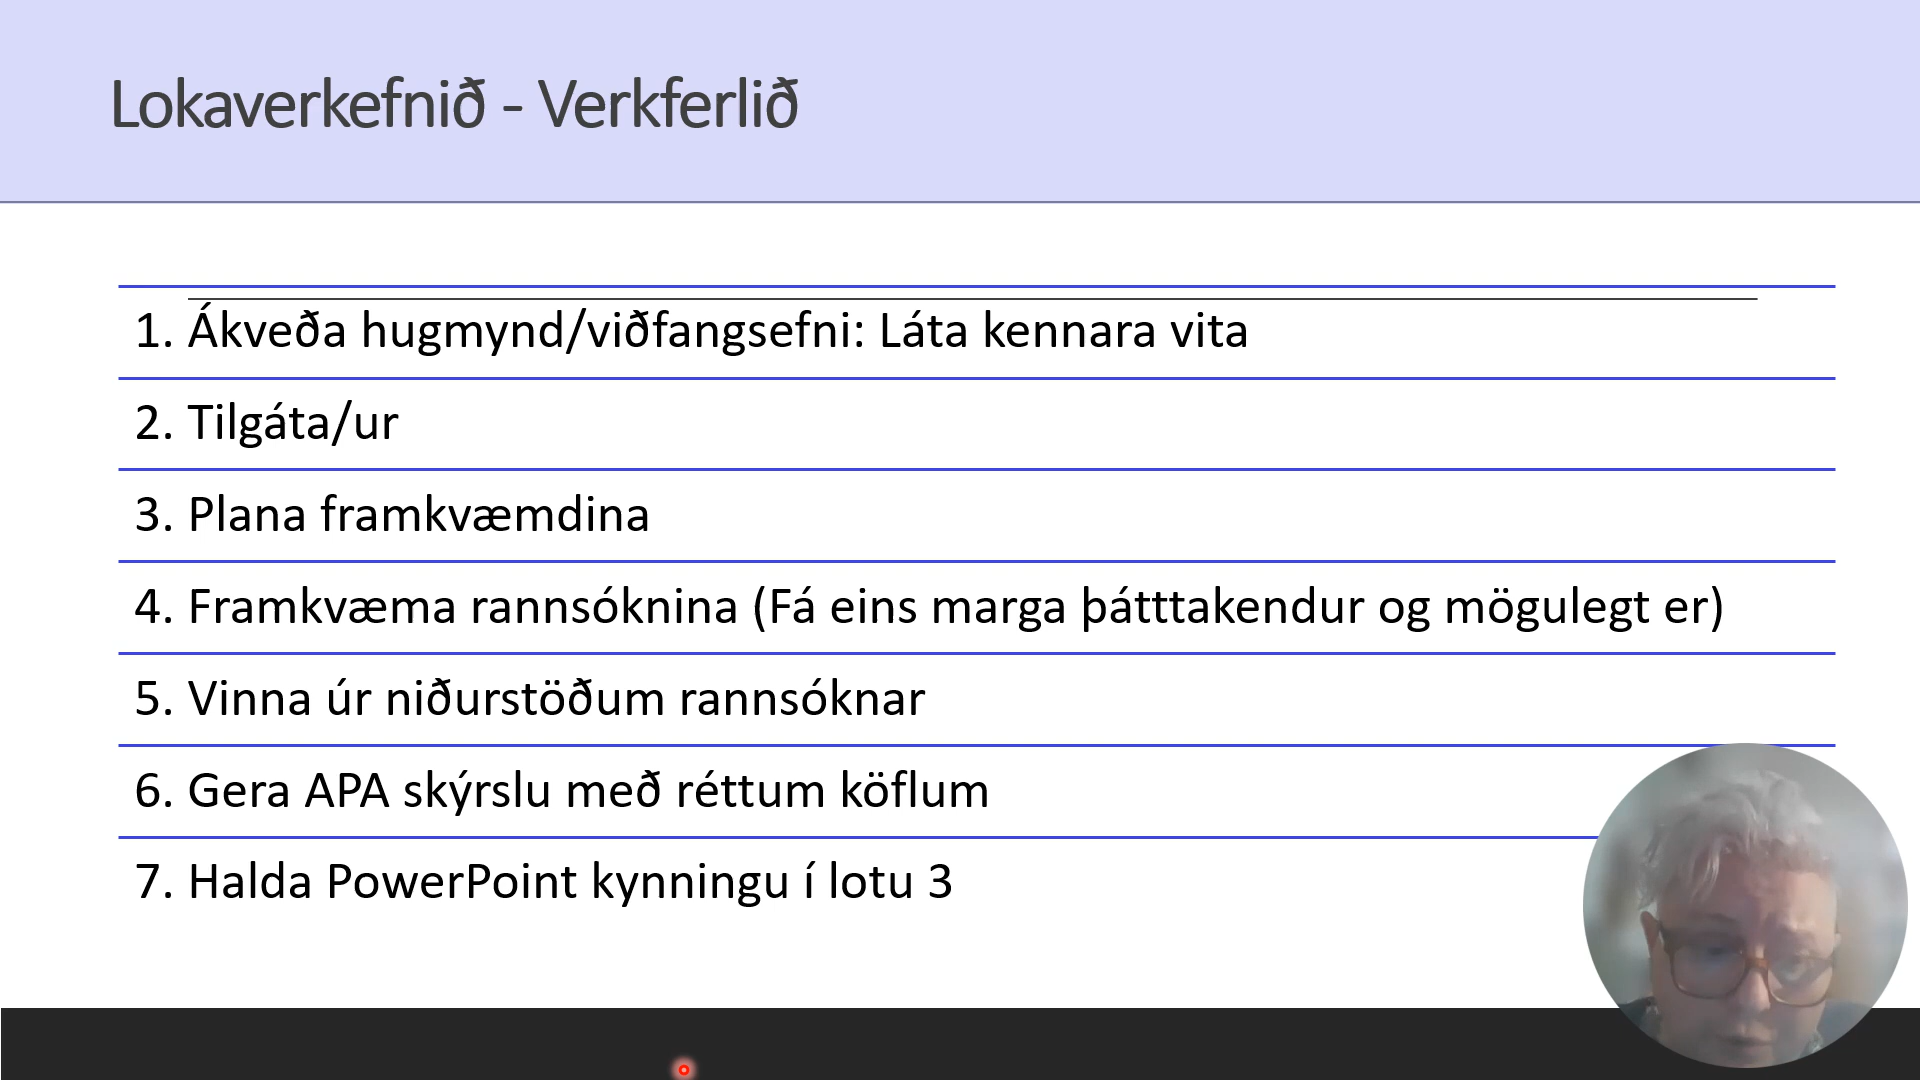 Lokaverkefnið - Verkferlið
1. Ákveða hugmynd/viðfangsefni: Láta kennara vita
2. Tilgáta/ur
3. Plana framkvæmdina
4. Framkvæma rannsóknina (Fá eins marga þátttakendur og mögulegt er)
5. Vinna úr niðurstöðum rannsóknar
6. Gera APA skýrslu með réttum köflum
7. Halda PowerPoint kynningu í lotu 3